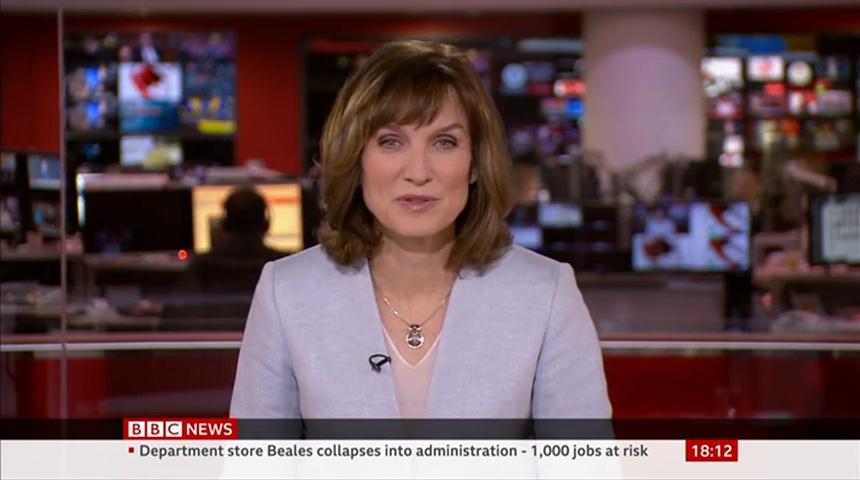 BBC NEWS
Department store Beales collapses into administration - 1,000 jobs at risk
18:12